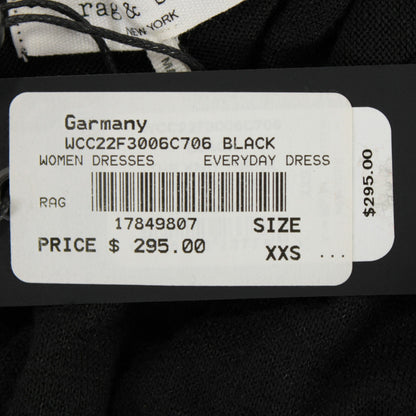 rag &
NEW YORK
Garmany
WCC22F3006C706 BLACK
WOMEN DRESSES EVERYDAY DRESS
RAG
17849807 SIZE
PRICE $ 295.00 XXS ...
$295.00